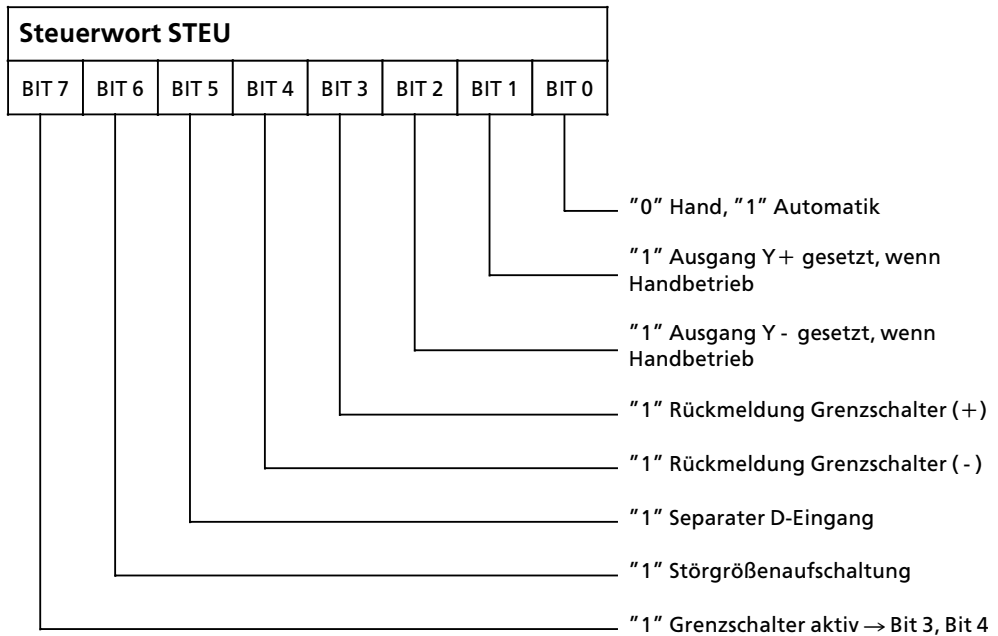 Steuerwort STEU
BIT 7 BIT 6 BIT 5 BIT 4 BIT 3 BIT 2 BIT 1 BIT 0
"0" Hand, "1" Automatik
"1" Ausgang Y+ gesetzt, wenn
Handbetrieb
"1" Ausgang Y - gesetzt, wenn
Handbetrieb
"1" Rückmeldung Grenzschalter (+)
"1" Rückmeldung Grenzschalter ( - )
"1" Separater D-Eingang
"1" Störgrößenaufschaltung
"1" Grenzschalter aktiv → Bit 3, Bit 4